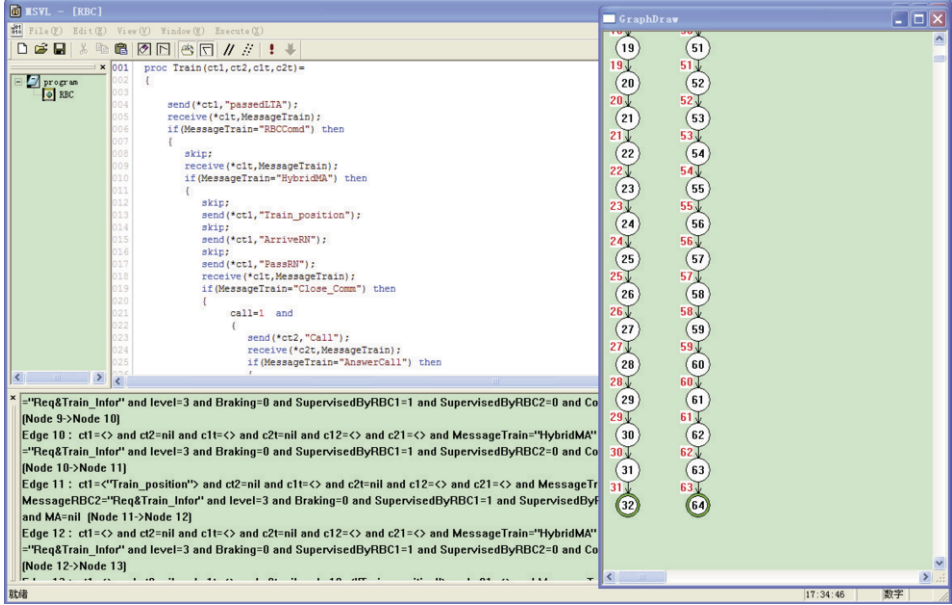 MSVL - [RBC]
File(F) Edit(E) View(V) Window(W) Execute(X)
program
RBC
001 proc Train(ct1,ct2,c1t,c2t)=
002 {
003
004 send(*ct1,"passedLTA");
005 receive(*c1t,MessageTrain);
006 if(MessageTrain="RBCComd") then
007 {
008 skip;
009 receive(*c1t,MessageTrain);
010 if(MessageTrain="HybridMA") then
011 {
012 skip;
013 send(*ct1,"Train_position");
014 skip;
015 send(*ct1,"ArriveRN");
016 skip;
017 send(*ct1,"PassRN");
018 receive(*c1t,MessageTrain);
019 if(MessageTrain="Close_Comm") then
020 {
021 call=1 and
022 {
023 send(*ct2,"Call");
024 receive(*c2t,MessageTrain);
025 if(MessageTrain="AnswerCall") then
="Req&Train_Infor" and level=3 and Braking=0 and SupervisedByRBC1=1 and SupervisedByRBC2=0 and Co
(Node 9->Node 10)
Edge 10 : ct1=<> and ct2=nil and c1t=<> and c2t=nil and c12=<> and c21=<> and MessageTrain="HybridMA"
="Req&Train_Infor" and level=3 and Braking=0 and SupervisedByRBC1=1 and SupervisedByRBC2=0 and Co
(Node 10->Node 11)
Edge 11 : ct1=<"Train_position"> and ct2=nil and c1t=<> and c2t=nil and c12=<> and c21=<> and MessageTr
MessageRBC2="Req&Train_Infor" and level=3 and Braking=0 and SupervisedByRBC1=1 and SupervisedByF
and MA=nil (Node 11->Node 12)
Edge 12 : ct1=<> and ct2=nil and c1t=<> and c2t=nil and c12=<> and c21=<> and MessageTrain="HybridMA"
="Req&Train_Infor" and level=3 and Braking=0 and SupervisedByRBC1=1 and SupervisedByRBC2=0 and Co
(Node 12->Node 13)
就绪
17:34:46 数字
GraphDraw
19 51
19 51
20 52
20 52
21 53
21 53
22 54
22 54
23 55
23 55
24 56
24 56
25 57
25 57
26 58
26 58
27 59
27 59
28 60
28 60
29 61
29 61
30 62
30 62
31 63
31 63
32 64